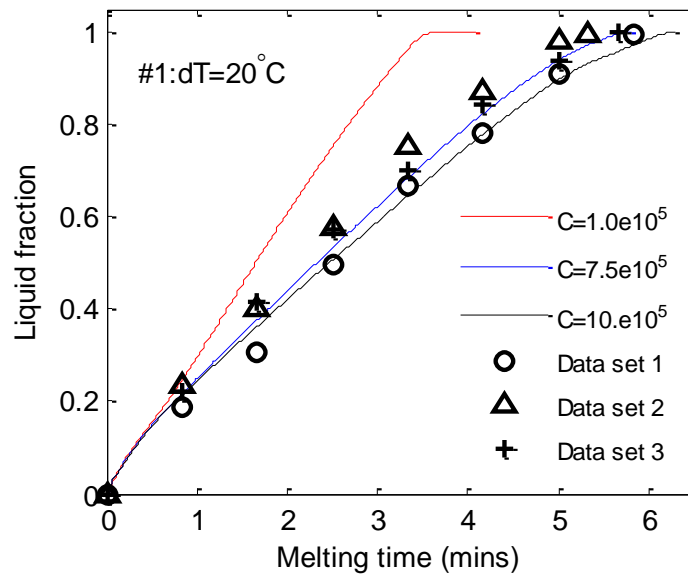 1
#1:dT=20°C
0.8
0.6
0.4
0.2
0
Liquid fraction
C=1.0e10⁵
C=7.5e10⁵
C=10.e10⁵
Data set 1
Data set 2
Data set 3
0 1 2 3 4 5 6
Melting time (mins)